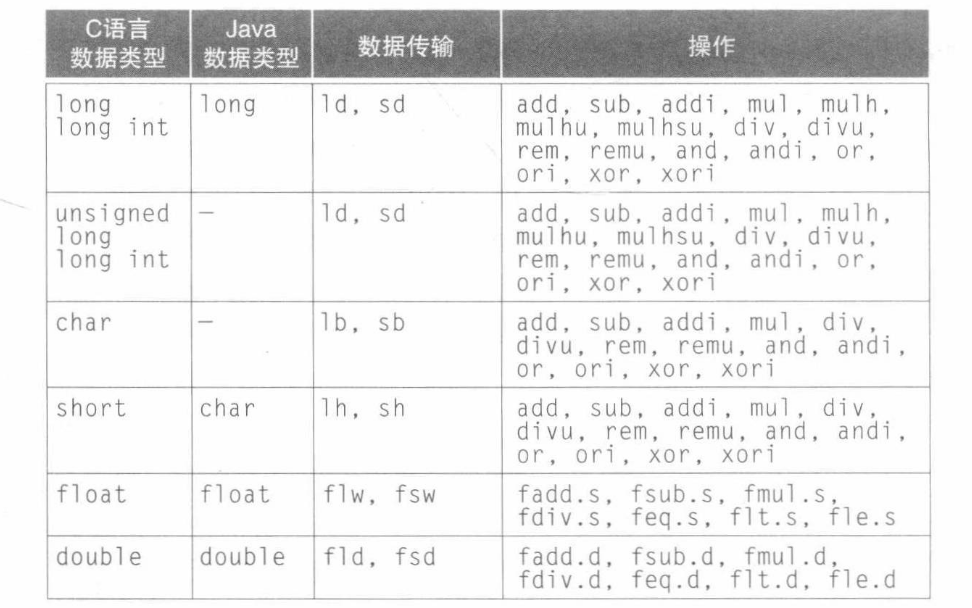 C语言 Java 数据传输 操作
数据类型 数据类型
long long ld, sd add, sub, addi, mul, mulh,
long int mulhu, mulhsu, div, divu,
rem, remu, and, andi, or,
ori, xor, xori
unsigned — ld, sd add, sub, addi, mul, mulh,
long mulhu, mulhsu, div, divu,
long int rem, remu, and, andi, or,
ori, xor, xori
char — lb, sb add, sub, addi, mul, div,
divu, rem, remu, and, andi,
or, ori, xor, xori
short char lh, sh add, sub, addi, mul, div,
divu, rem, remu, and, andi,
or, ori, xor, xori
float float flw, fsw fadd.s, fsub.s, fmul.s,
fdiv.s, feq.s, flt.s, fle.s
double double fld, fsd fadd.d, fsub.d, fmul.d,
fdiv.d, feq.d, flt.d, fle.d